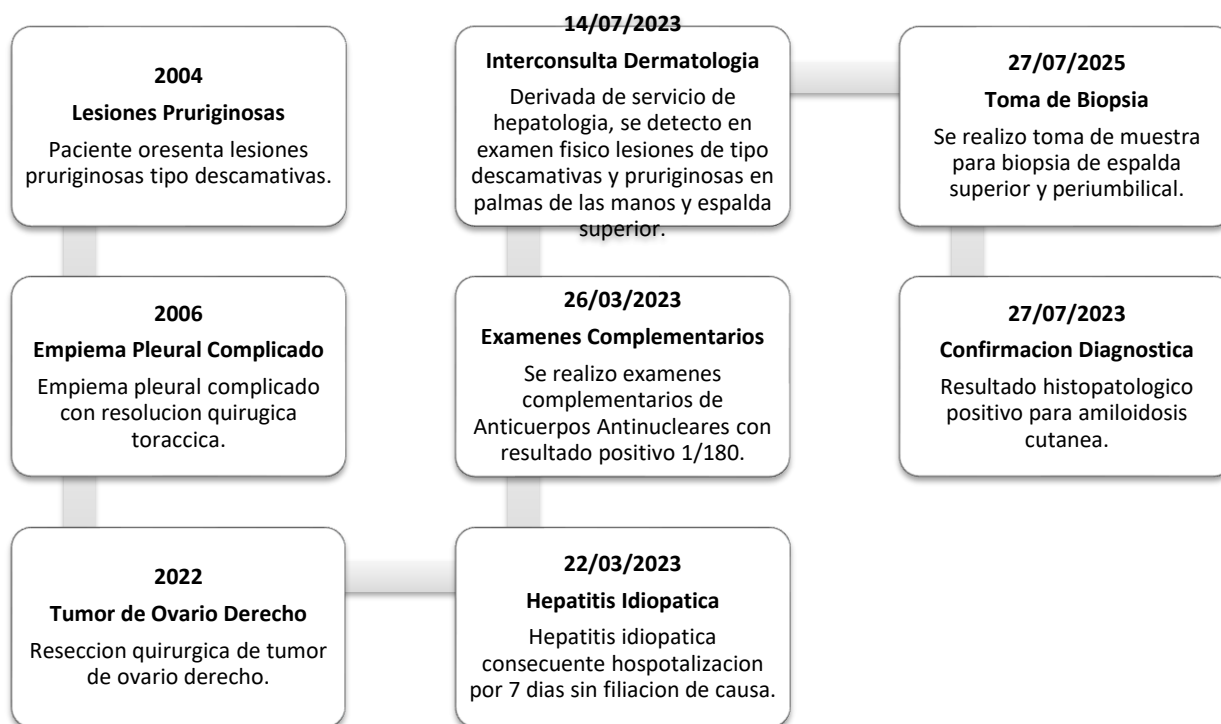 2004
Lesiones Pruriginosas
Paciente oresenta lesiones
pruriginosas tipo descamativas.
2006
Empiema Pleural Complicado
Empiema pleural complicado
con resolucion quirugica
toraccica.
2022
Tumor de Ovario Derecho
Reseccion quirurgica de tumor
de ovario derecho.
22/03/2023
Hepatitis Idiopatica
Hepatitis idiopatica
consecuente hospotalizacion
por 7 dias sin filiacion de causa.
26/03/2023
Examenes Complementarios
Se realizo examenes
complementarios de
Anticuerpos Antinucleares con
resultado positivo 1/180.
14/07/2023
Interconsulta Dermatologia
Derivada de servicio de
hepatologia, se detecto en
examen fisico lesiones de tipo
descamativas y pruriginosas en
palmas de las manos y espalda
superior.
27/07/2025
Toma de Biopsia
Se realizo toma de muestra
para biopsia de espalda
superior y periumbilical.
27/07/2023
Confirmacion Diagnostica
Resultado histopatologico
positivo para amiloidosis
cutanea.